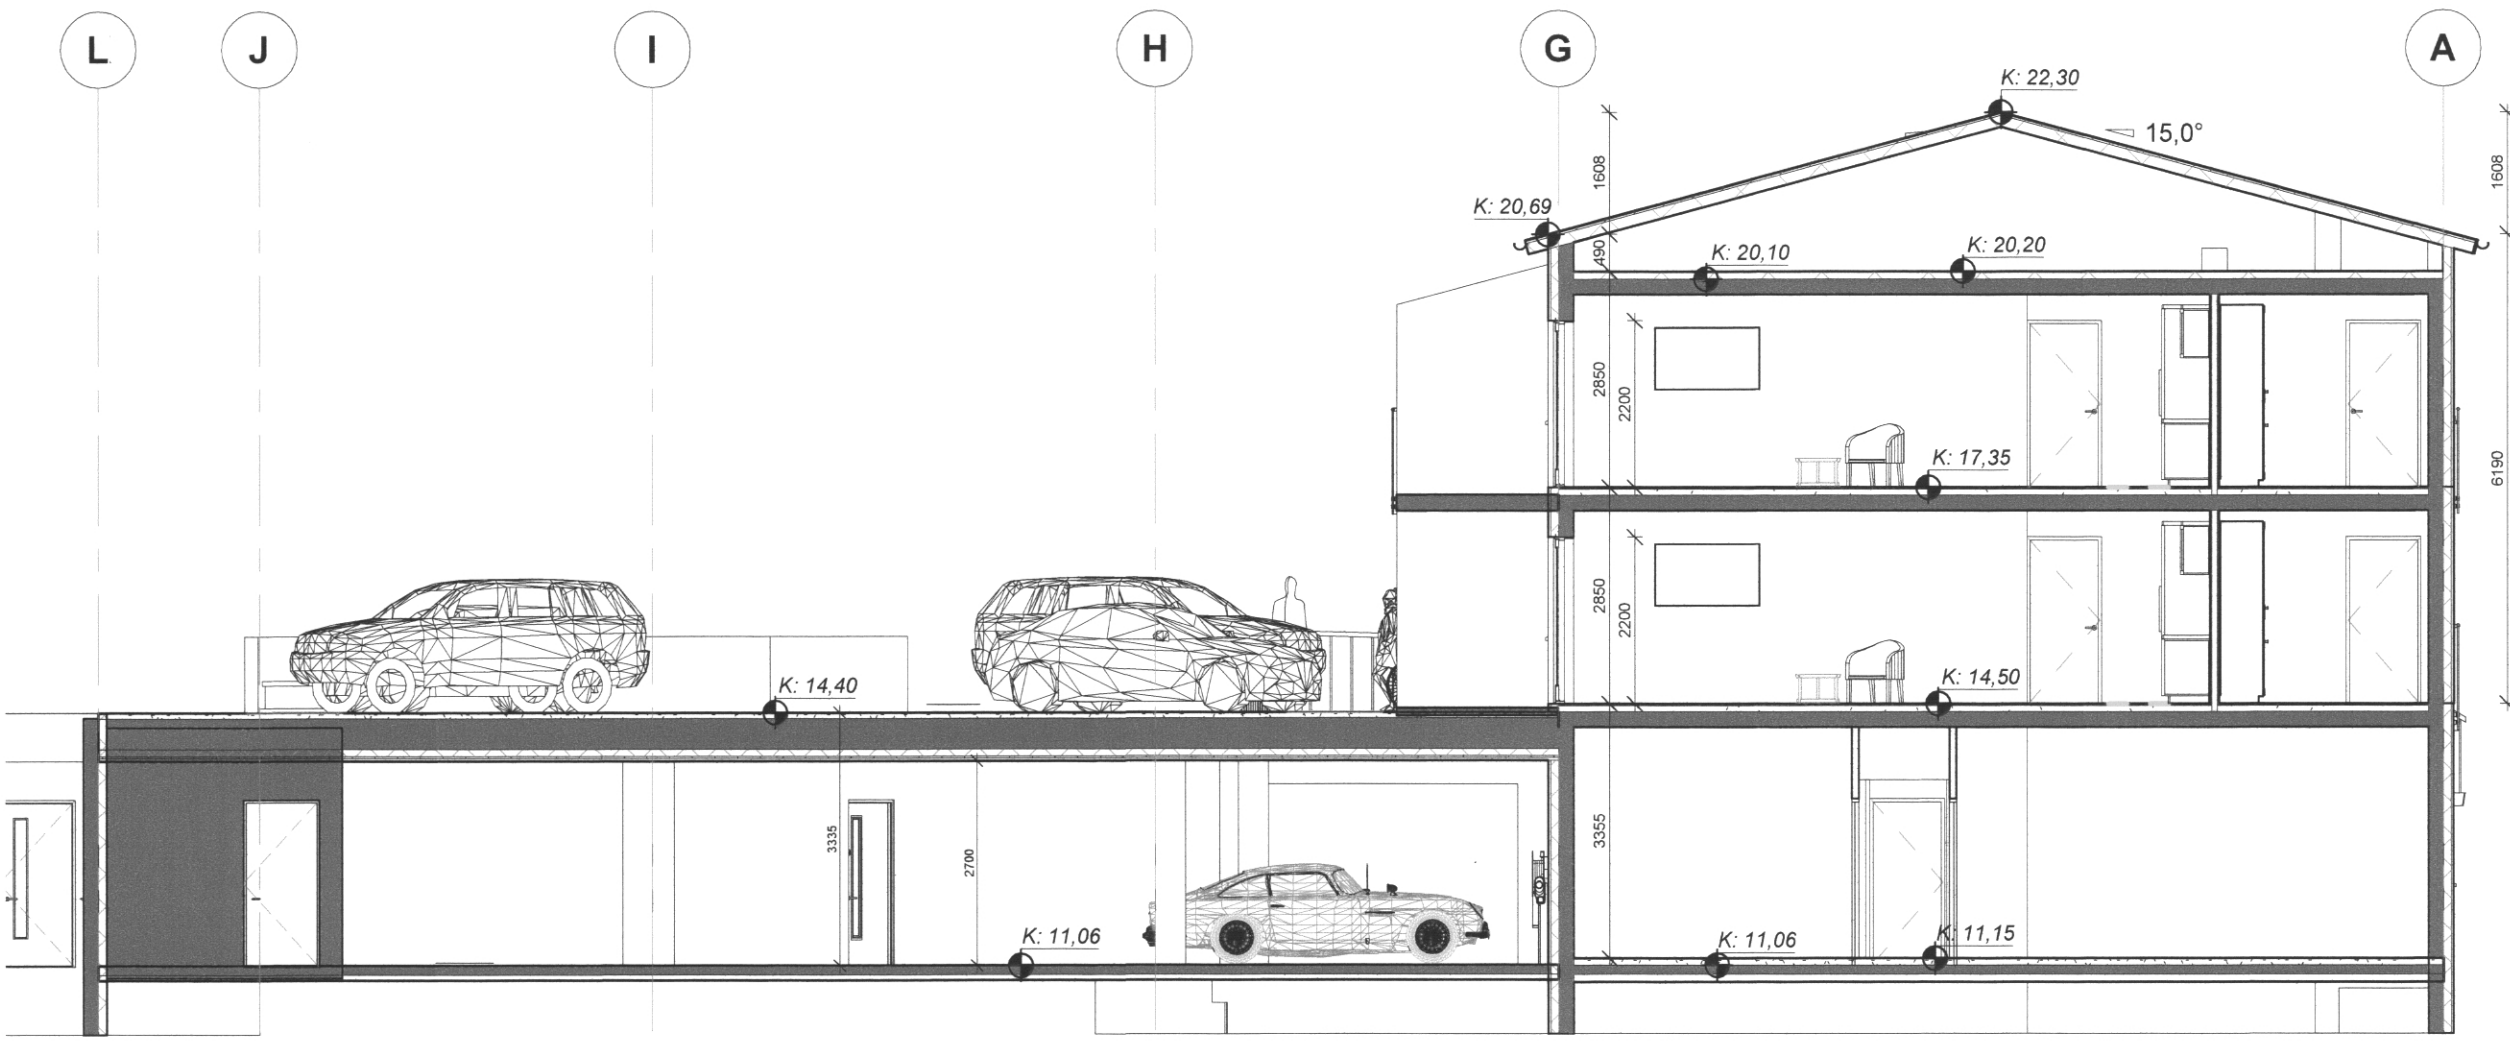 L
J
I
H
G
A
K: 22,30
15,0°
1608
1608
K: 20,69
490
K: 20,10
K: 20,20
2850
2200
K: 17,35
6190
2850
2200
K: 14,40
K: 14,50
3335
2700
3355
K: 11,06
K: 11,06
K: 11,15